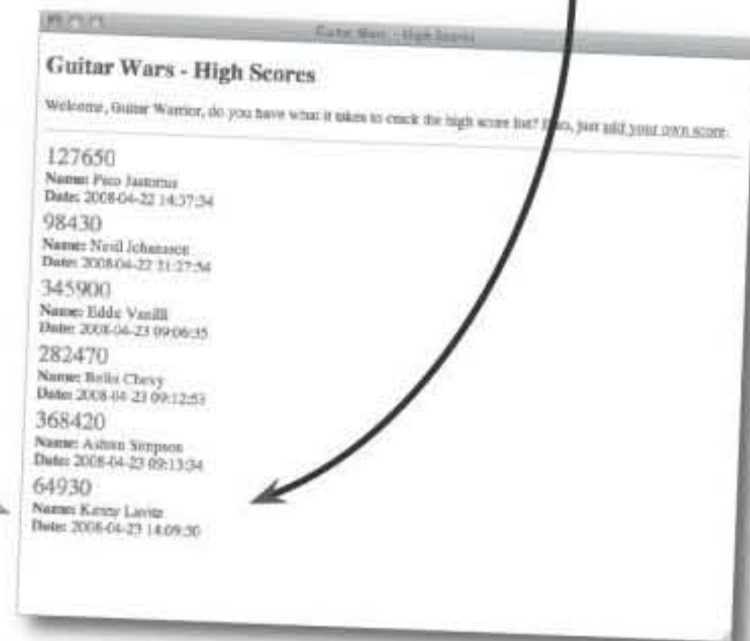 Guitar Wars - High Scores
Guitar Wars - High Scores
Welcome, Guitar Warrior, do you have what it takes to crack the high score list? If so, just add your own score.
127650
Name: Paco Jastorius
Date: 2008-04-22 14:37:34
98430
Name: Nevil Johansson
Date: 2008-04-22 21:27:54
345900
Name: Eddie Vanilli
Date: 2008-04-23 09:06:35
282470
Name: Belita Chevy
Date: 2008-04-23 09:12:53
368420
Name: Ashton Simpson
Date: 2008-04-23 09:13:34
64930
Name: Kenny Lavitz
Date: 2008-04-23 14:09:50